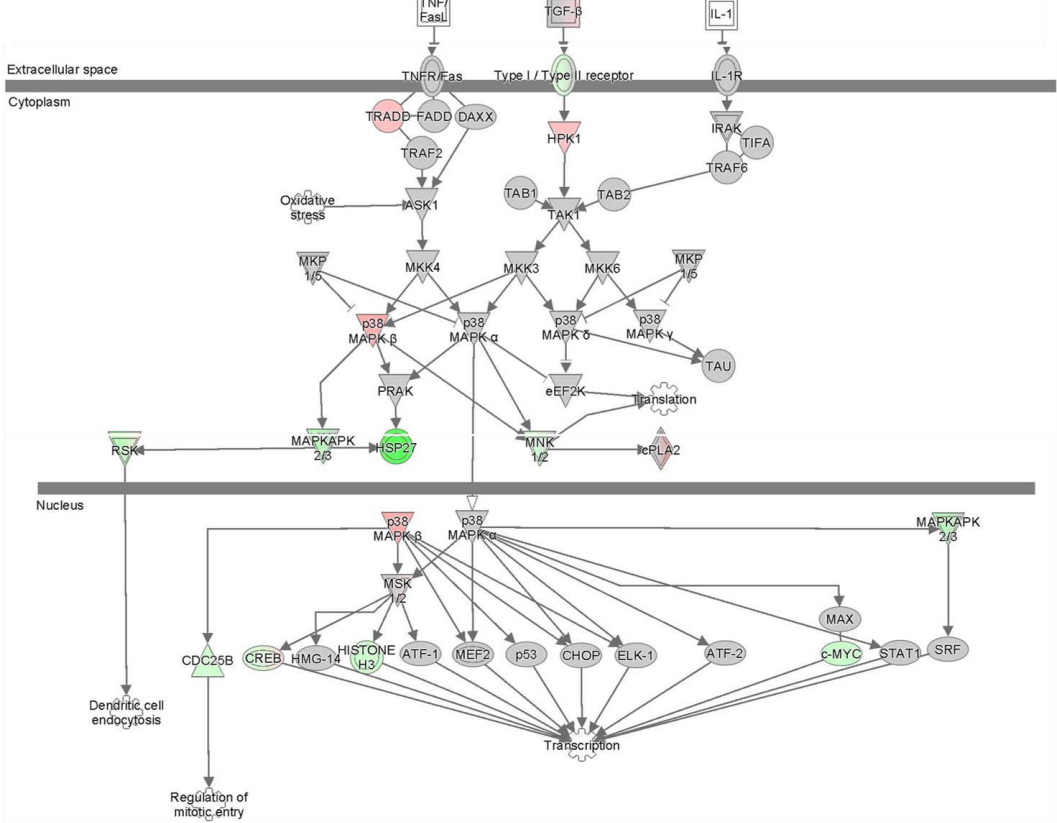 TNF/
FasL
TGF-β
IL-1
Extracellular space
TNFR/Fas
Type I / Type II receptor
IL-1R
Cytoplasm
TRADD
FADD
DAXX
HPK1
IRAK
TIFA
TRAF2
TRAF6
Oxidative
stress
ASK1
TAB1
TAB2
TAK1
MKP
1/5
MKK4
MKK3
MKK6
MKP
1/5
p38
MAPK β
p38
MAPK α
p38
MAPK δ
p38
MAPK γ
TAU
PRAK
eEF2K
Translation
RSK
MAPKAPK
2/3
HSP27
MNK
1/2
cPLA2
Nucleus
p38
MAPK β
p38
MAPK α
MAPKAPK
2/3
MSK
1/2
MAX
CDC25B
CREB
HMG-14
HISTONE
H3
ATF-1
MEF2
p53
CHOP
ELK-1
ATF-2
c-MYC
STAT1
SRF
Dendritic cell
endocytosis
Transcription
Regulation of
mitotic entry